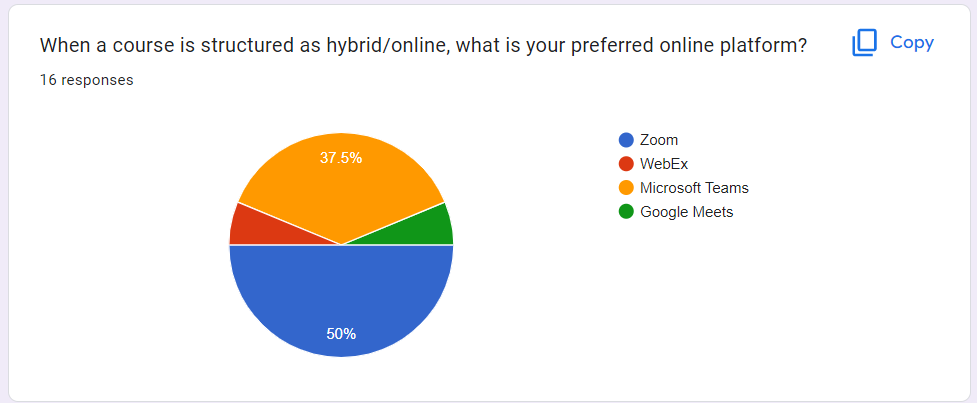 When a course is structured as hybrid/online, what is your preferred online platform?
Copy
16 responses
37.5%
50%
Zoom
WebEx
Microsoft Teams
Google Meets